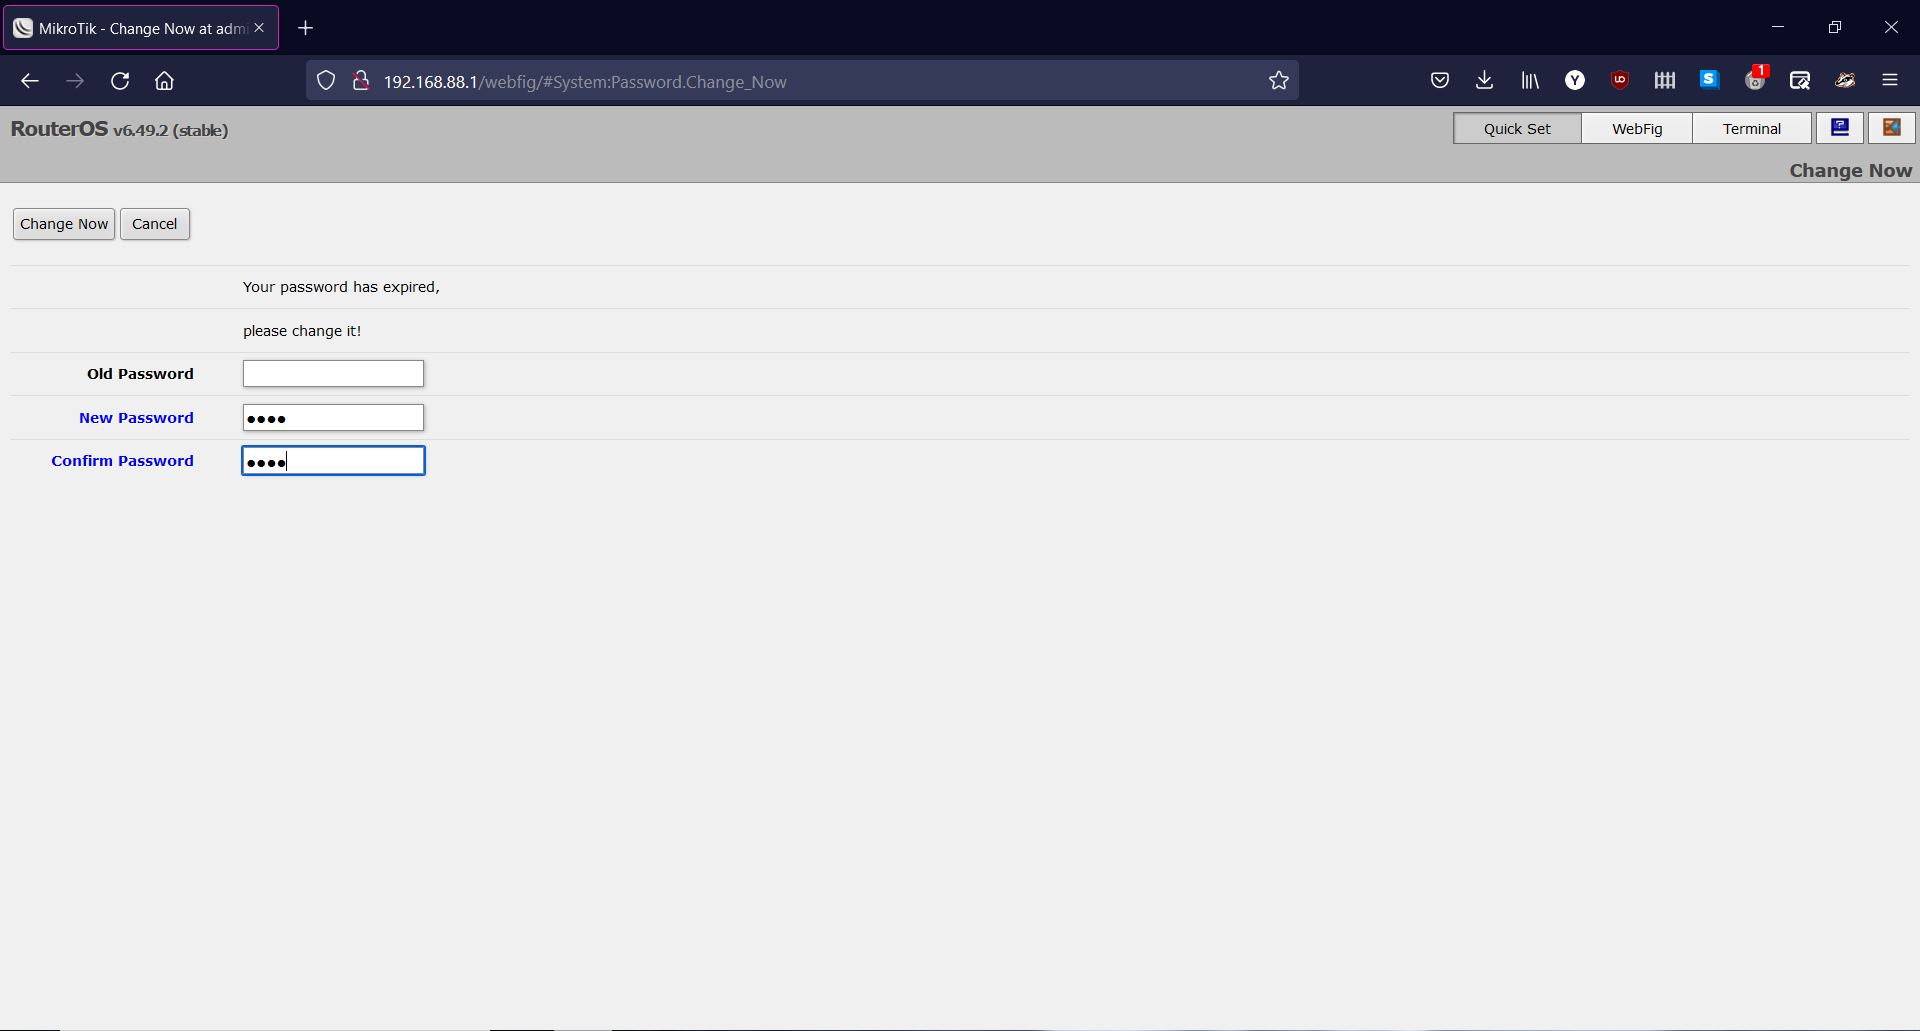 MikroTik - Change Now at admi
192.168.88.1/webfig/#System:Password.Change_Now
Y
uo
S
1
RouterOS v6.49.2 (stable)
Quick Set
WebFig
Terminal
?
Change Now
Change Now
Cancel
Your password has expired,
please change it!
Old Password
New Password
••••
Confirm Password
••••